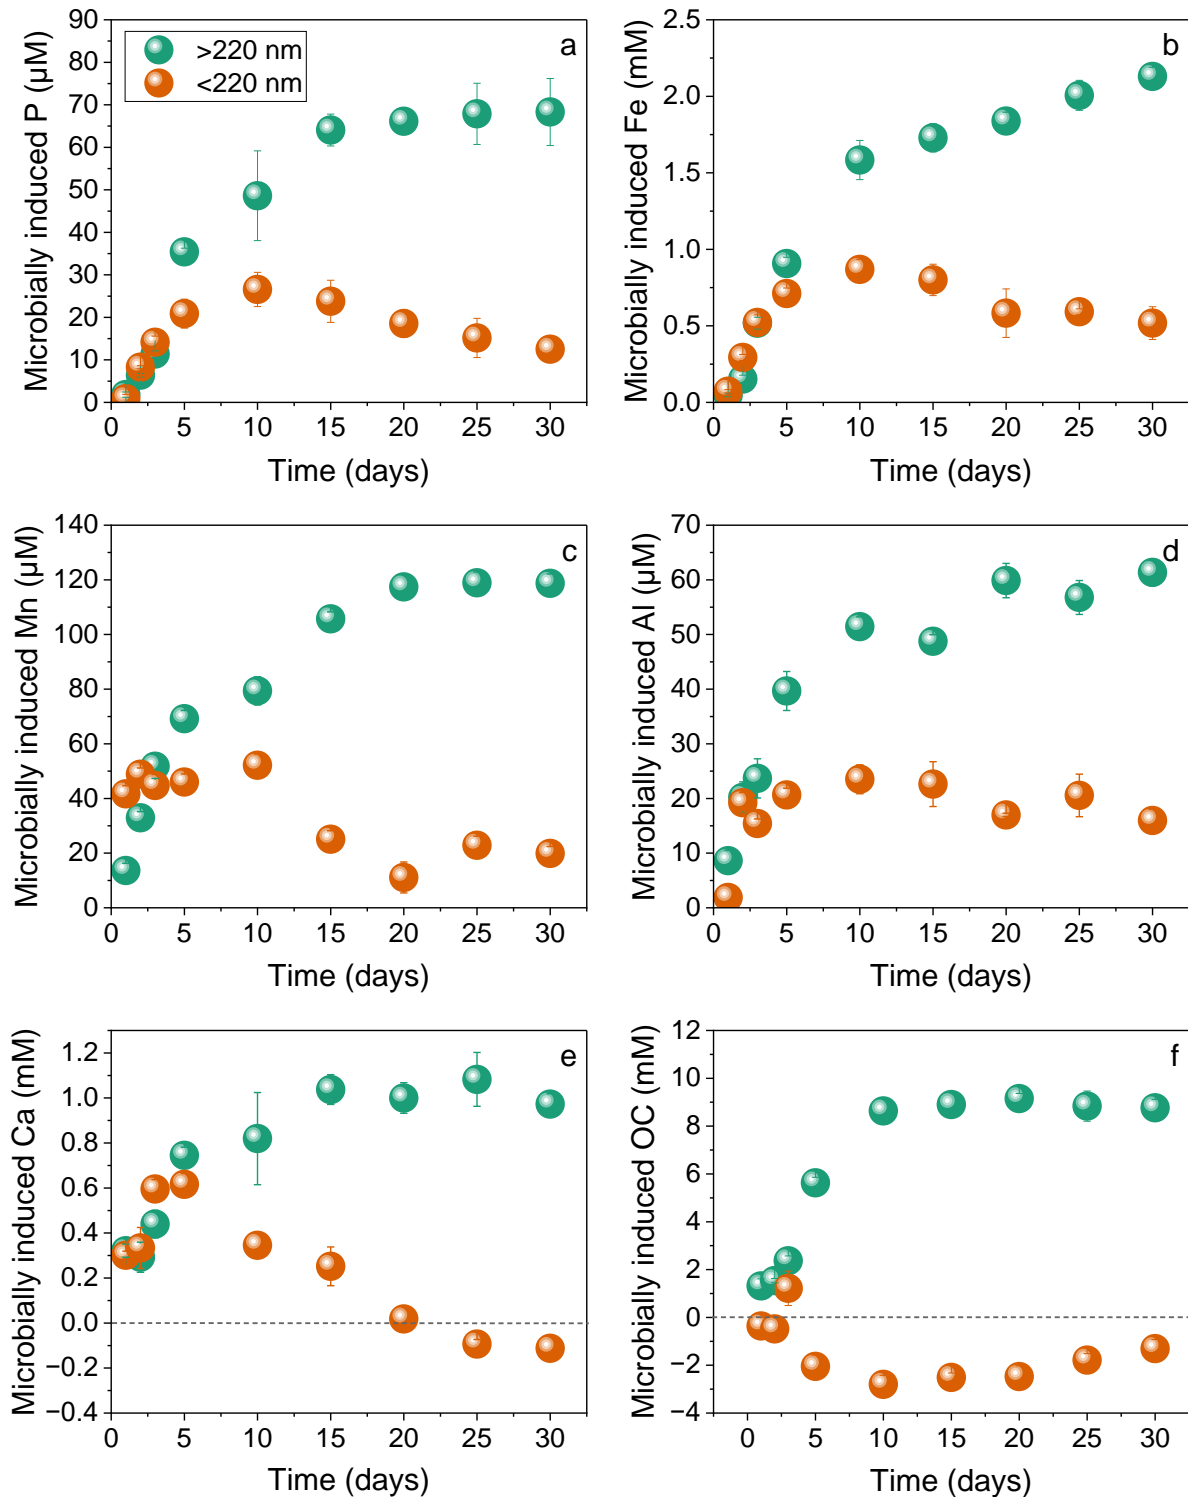 a
>220 nm
<220 nm
Microbially induced P (μM)
90
80
70
60
50
40
30
20
10
0
0 5 10 15 20 25 30
Time (days)
b
Microbially induced Fe (mM)
2.5
2.0
1.5
1.0
0.5
0.0
0 5 10 15 20 25 30
Time (days)
c
Microbially induced Mn (μM)
140
120
100
80
60
40
20
0
0 5 10 15 20 25 30
Time (days)
d
Microbially induced Al (μM)
70
60
50
40
30
20
10
0
0 5 10 15 20 25 30
Time (days)
e
Microbially induced Ca (mM)
1.2
1.0
0.8
0.6
0.4
0.2
0.0
−0.2
−0.4
0 5 10 15 20 25 30
Time (days)
f
Microbially induced OC (mM)
12
10
8
6
4
2
0
−2
−4
0 5 10 15 20 25 30
Time (days)